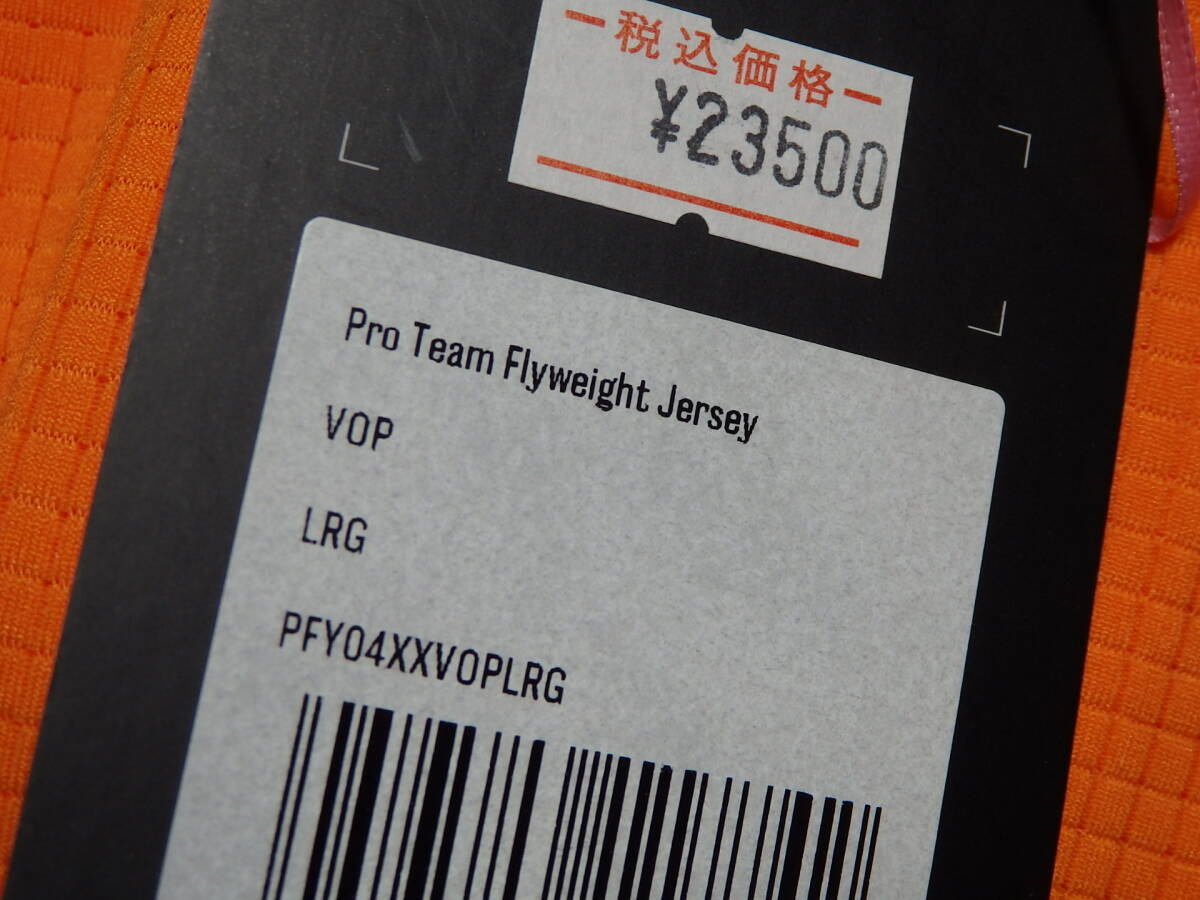 税込価格
¥23500
Pro Team Flyweight Jersey
VOP
LRG
PFY04XXVOPLRG